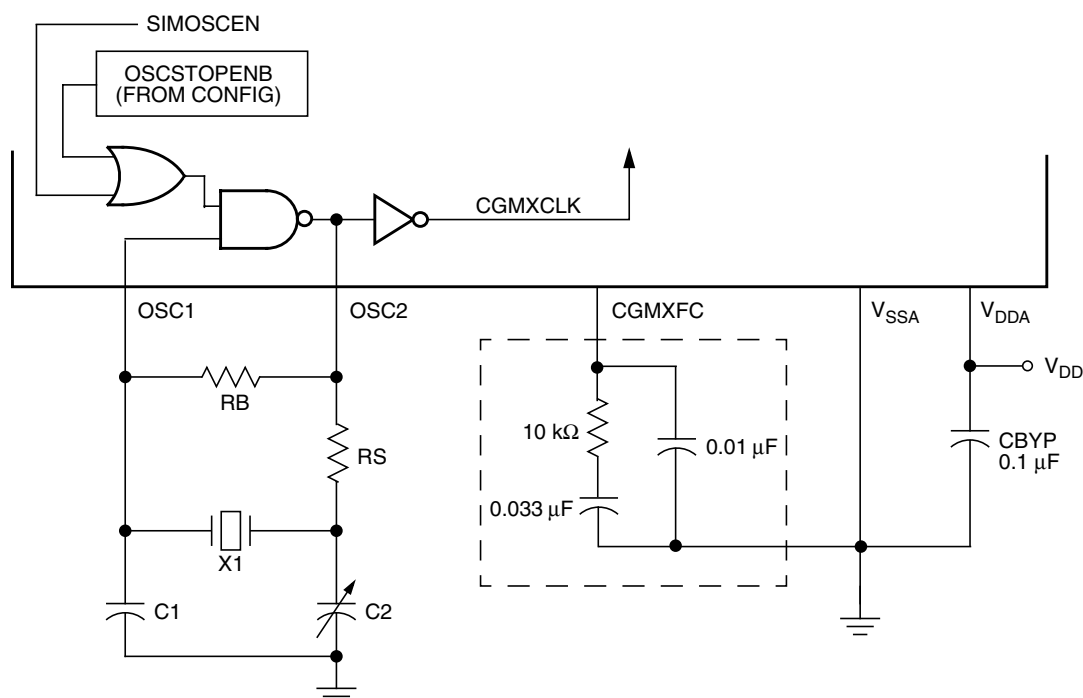 SIMOSCEN
OSCSTOPENB
(FROM CONFIG)
CGMXCLK
OSC1
OSC2
CGMXFC
VSSA
VDDA
VDD
RB
RS
10 kΩ
0.01 µF
CBYP
0.1 µF
0.033 µF
X1
C1
C2